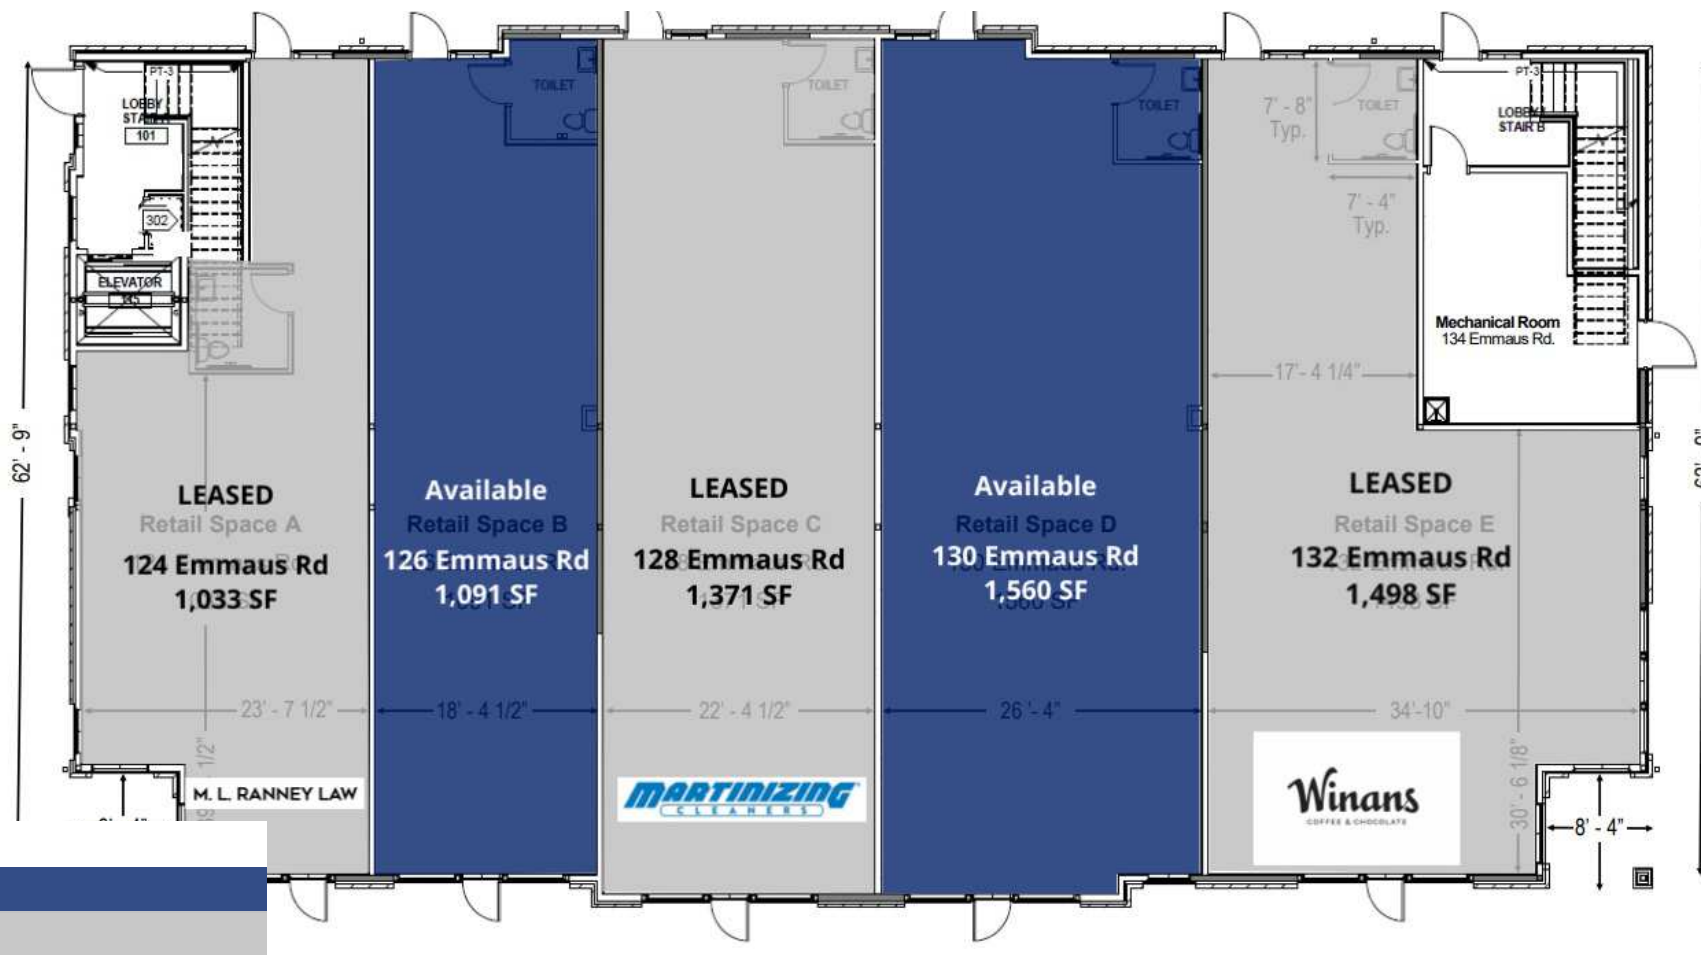 PT-3
LOBBY
101
302
ELEVATOR
TOILET
TOILET
TOILET
7' - 8"
Typ.
TOILET
7' - 4"
Typ.
PT-3
LOBBY
STAIR B
Mechanical Room
134 Emmaus Rd.
17'- 4 1/4"
62' - 9"
LEASED
Retail Space A
124 Emmaus Rd
1,033 SF
Available
Retail Space B
126 Emmaus Rd
1,091 SF
LEASED
Retail Space C
128 Emmaus Rd
1,371 SF
Available
Retail Space D
130 Emmaus Rd
1,560 SF
LEASED
Retail Space E
132 Emmaus Rd
1,498 SF
23' - 7 1/2"
18' - 4 1/2"
22' - 4 1/2"
26 '- 4"
34'-10"
1/2"
M. L. RANNEY LAW
MARTINIZING
CLEANERS
Winans
COFFEE & CHOCOLATE
30' - 6 1/8"
8' - 4"